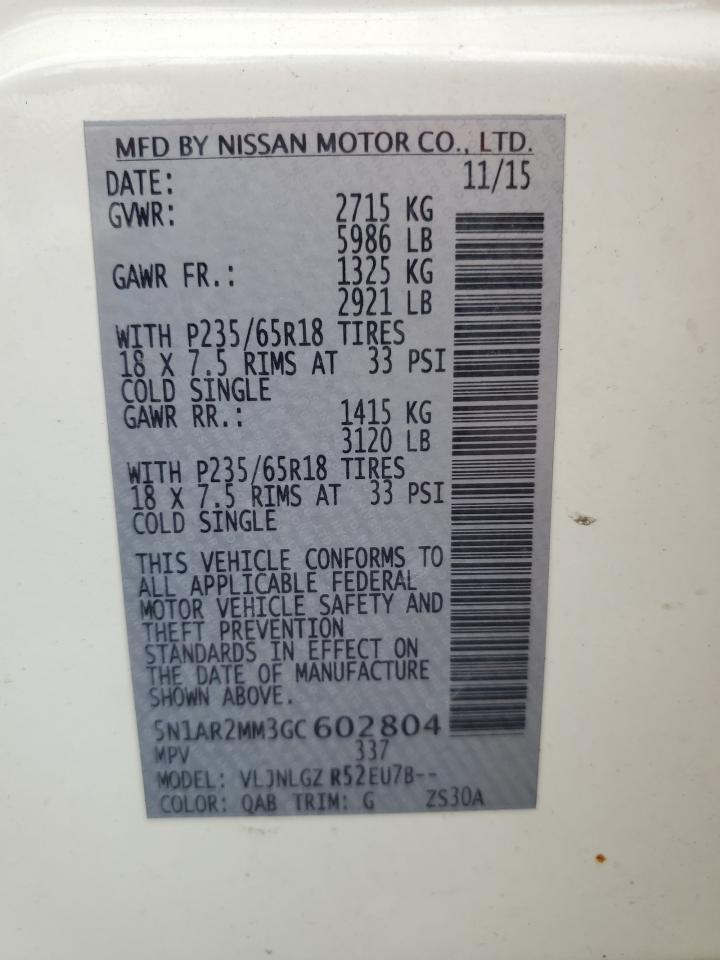 MFD BY NISSAN MOTOR CO., LTD.
DATE: 11/15
GVWR: 2715 KG
5986 LB
GAWR FR.: 1325 KG
2921 LB
WITH P235/65R18 TIRES
18 X 7.5 RIMS AT 33 PSI
COLD SINGLE
GAWR RR.: 1415 KG
3120 LB
WITH P235/65R18 TIRES
18 X 7.5 RIMS AT 33 PSI
COLD SINGLE
THIS VEHICLE CONFORMS TO
ALL APPLICABLE FEDERAL
MOTOR VEHICLE SAFETY AND
THEFT PREVENTION
STANDARDS IN EFFECT ON
THE DATE OF MANUFACTURE
SHOWN ABOVE.
5N1AR2MM3GC602804
MPV 337
MODEL: VLJNLGZ R52EU7B--
COLOR: QAB TRIM: G ZS30A